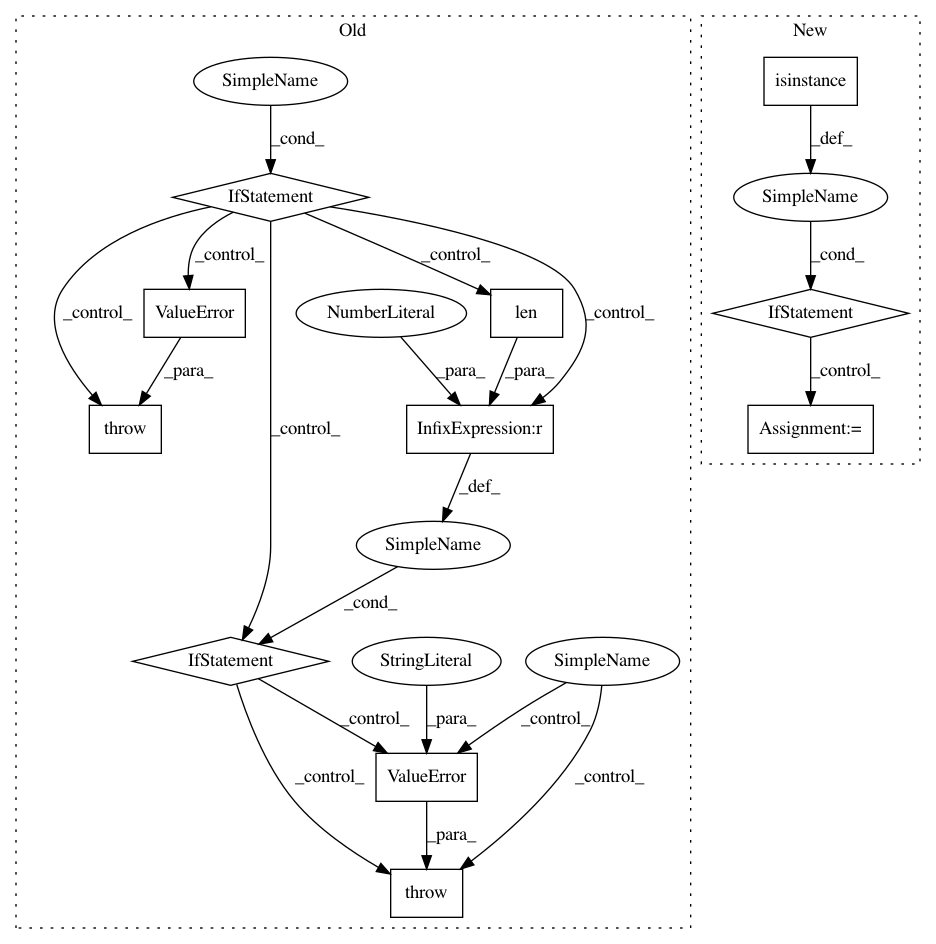 Old
New
SimpleName
isinstance
_cond_
_def_
IfStatement
SimpleName
_control_
_control_
_cond_
_control_
ValueError
NumberLiteral
len
_control_
IfStatement
_para_
_para_
_para_
_control_
throw
_control_
InfixExpression:r
Assignment:=
_def_
SimpleName
_cond_
IfStatement
StringLiteral
SimpleName
_control_
_para_
_control_
_control_
ValueError
_control_
_para_
throw